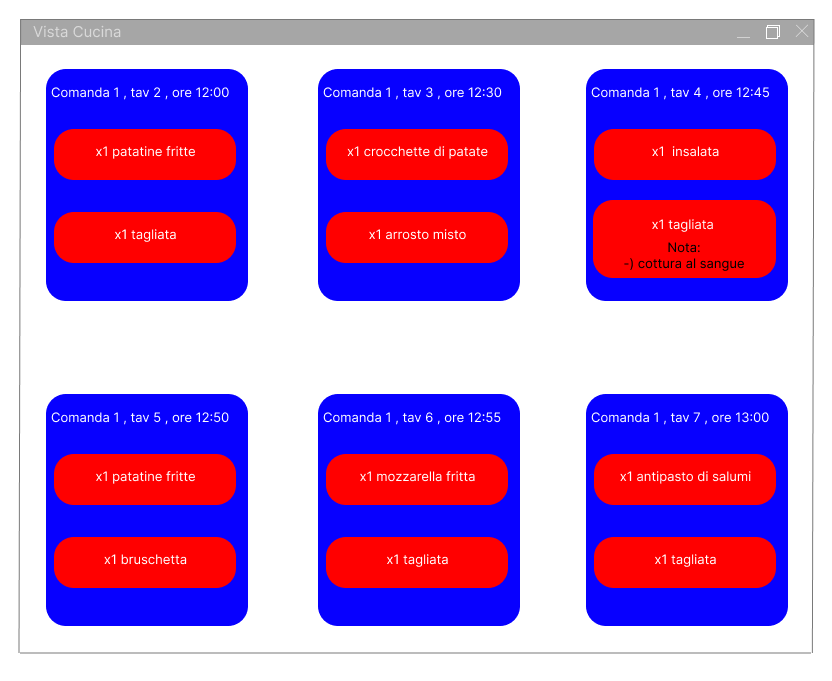 Vista Cucina
Comanda 1 , tav 2 , ore 12:00
x1 patatine fritte
x1 tagliata
Comanda 1 , tav 3 , ore 12:30
x1 crocchette di patate
x1 arrosto misto
Comanda 1 , tav 4 , ore 12:45
x1  insalata
x1 tagliata
Nota:
-) cottura al sangue
Comanda 1 , tav 5 , ore 12:50
x1 patatine fritte
x1 bruschetta
Comanda 1 , tav 6 , ore 12:55
x1 mozzarella fritta
x1 tagliata
Comanda 1 , tav 7 , ore 13:00
x1 antipasto di salumi
x1 tagliata